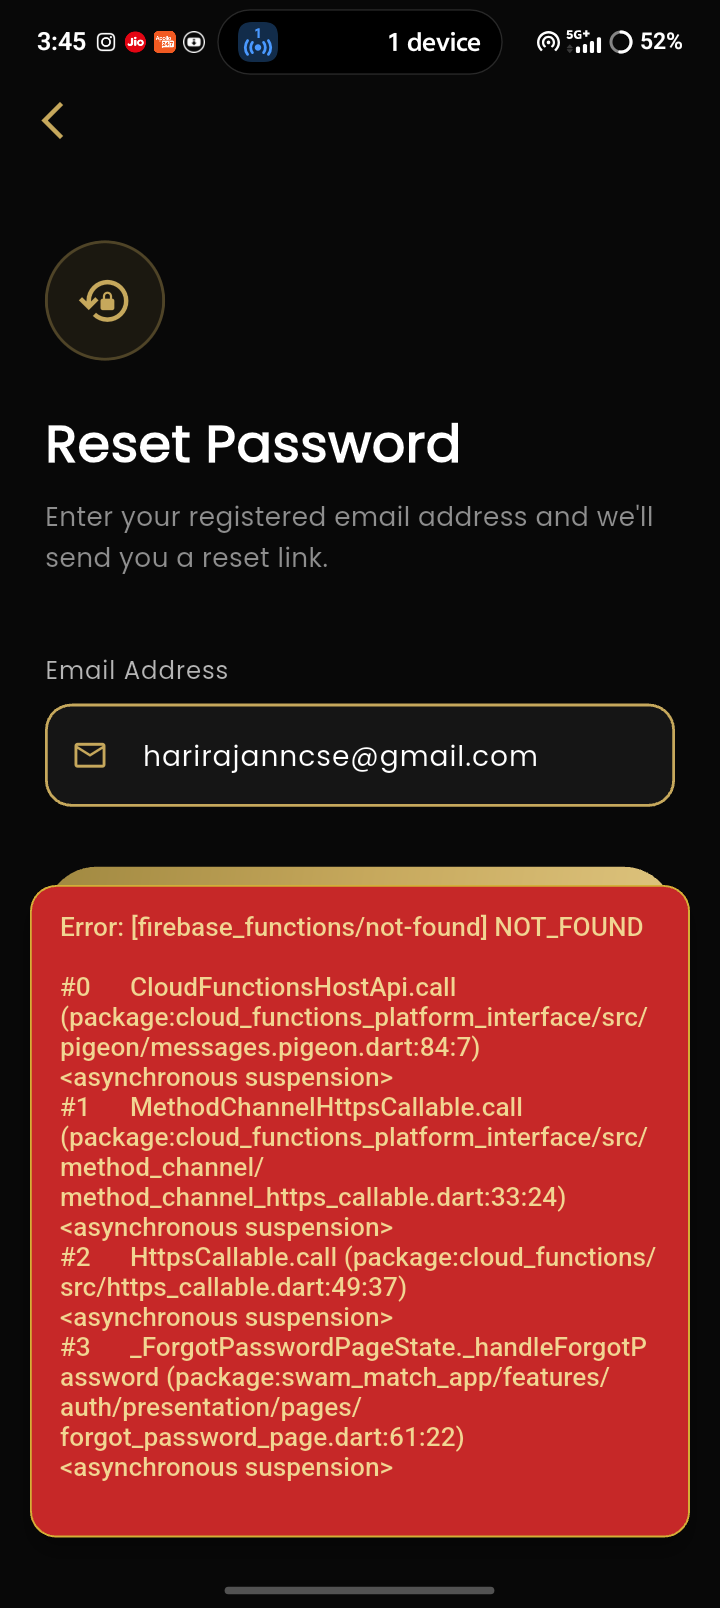 3:45
Jio
1
1 device
5G+
52%
Reset Password
Enter your registered email address and we'll
send you a reset link.
Email Address
harirajanncse@gmail.com
Error: [firebase_functions/not-found] NOT_FOUND
#0 CloudFunctionsHostApi.call
(package:cloud_functions_platform_interface/src/
pigeon/messages.pigeon.dart:84:7)
<asynchronous suspension>
#1 MethodChannelHttpsCallable.call
(package:cloud_functions_platform_interface/src/
method_channel/
method_channel_https_callable.dart:33:24)
<asynchronous suspension>
#2 HttpsCallable.call (package:cloud_functions/
src/https_callable.dart:49:37)
<asynchronous suspension>
#3 _ForgotPasswordPageState._handleForgotP
assword (package:swam_match_app/features/
auth/presentation/pages/
forgot_password_page.dart:61:22)
<asynchronous suspension>